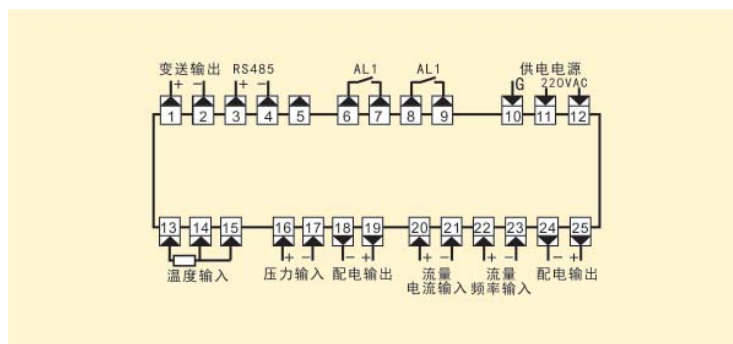 变送输出 RS485 AL1 AL1 供电电源
+ − + − G 220VAC
1 2 3 4 5 6 7 8 9 10 11 12
13 14 15 16 17 18 19 20 21 22 23 24 25
+ − − + + − + − − +
温度输入 压力输入 配电输出 流量 流量 配电输出
电流输入 频率输入